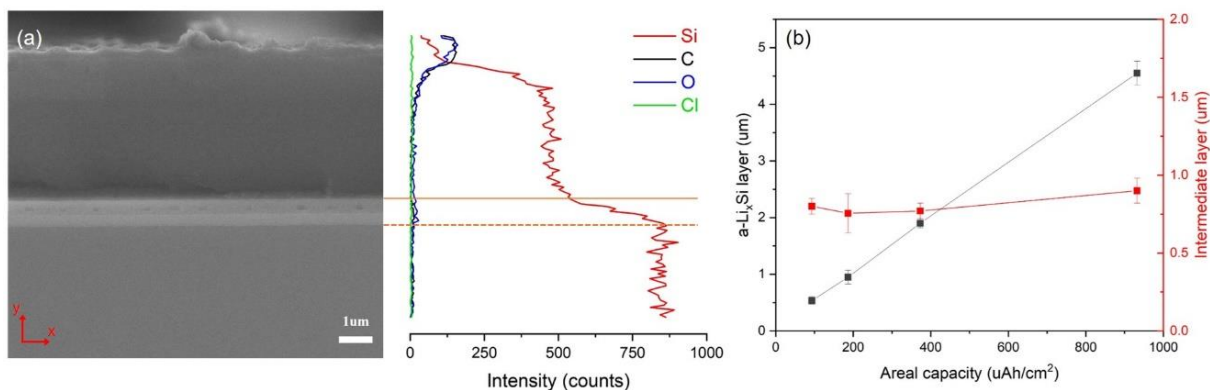 (a)
y
x
1um
Si
C
O
Cl
0 250 500 750 1000
Intensity (counts)
(b)
a-LiₓSi layer (um)
5
4
3
2
1
0
0 200 400 600 800 1000
Areal capacity (uAh/cm²)
2.0
1.5
1.0
0.5
0.0
Intermediate layer (um)